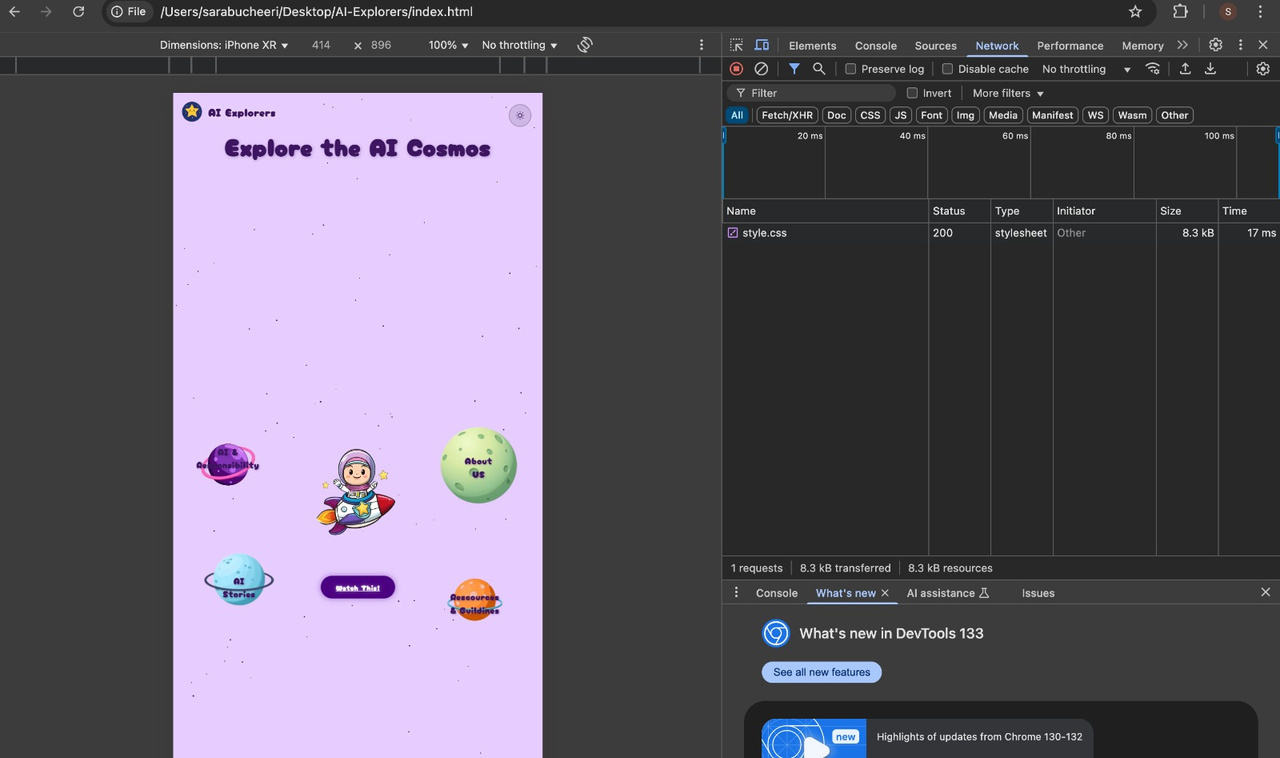 File /Users/sarabucheeri/Desktop/AI-Explorers/index.html S
Dimensions: iPhone XR 414 x 896 100% No throttling
AI Explorers
Explore the AI Cosmos
AI &
Responsibility
About
us
AI
Stories
Watch This!
Rescources
& Guildines
Elements Console Sources Network Performance Memory
Preserve log Disable cache No throttling
Filter Invert More filters
All Fetch/XHR Doc CSS JS Font Img Media Manifest WS Wasm Other
20 ms 40 ms 60 ms 80 ms 100 ms
Name Status Type Initiator Size Time
style.css 200 stylesheet Other 8.3 kB 17 ms
1 requests 8.3 kB transferred 8.3 kB resources
Console What's new AI assistance Issues
What's new in DevTools 133
See all new features
new Highlights of updates from Chrome 130-132